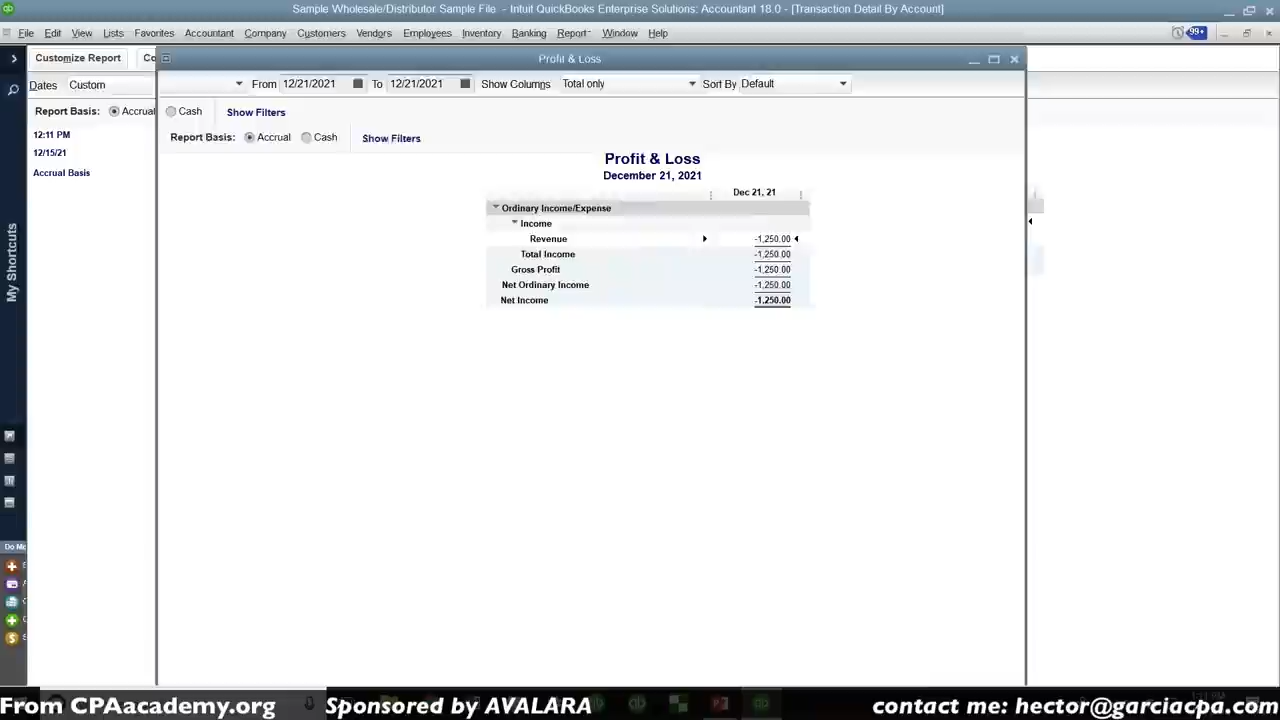 Sample Wholesale/Distributor Sample File - Intuit QuickBooks Enterprise Solutions: Accountant 18.0 - [Transaction Detail By Account]
File Edit View Lists Favorites Accountant Company Customers Vendors Employees Inventory Banking Reports Window Help 99+
Customize Report Co
Profit & Loss
Dates Custom
From 12/21/2021 To 12/21/2021 Show Columns Total only Sort By Default
Report Basis: Accrual Cash Show Filters
Report Basis: Accrual Cash Show Filters
12:11 PM
12/15/21
Accrual Basis
Profit & Loss
December 21, 2021
Dec 21, 21
Ordinary Income/Expense
Income
Revenue -1,250.00
Total Income -1,250.00
Gross Profit -1,250.00
Net Ordinary Income -1,250.00
Net Income -1,250.00
My Shortcuts
Do Mo
From CPAacademy.org Sponsored by AVALARA contact me: hector@garciacpa.com